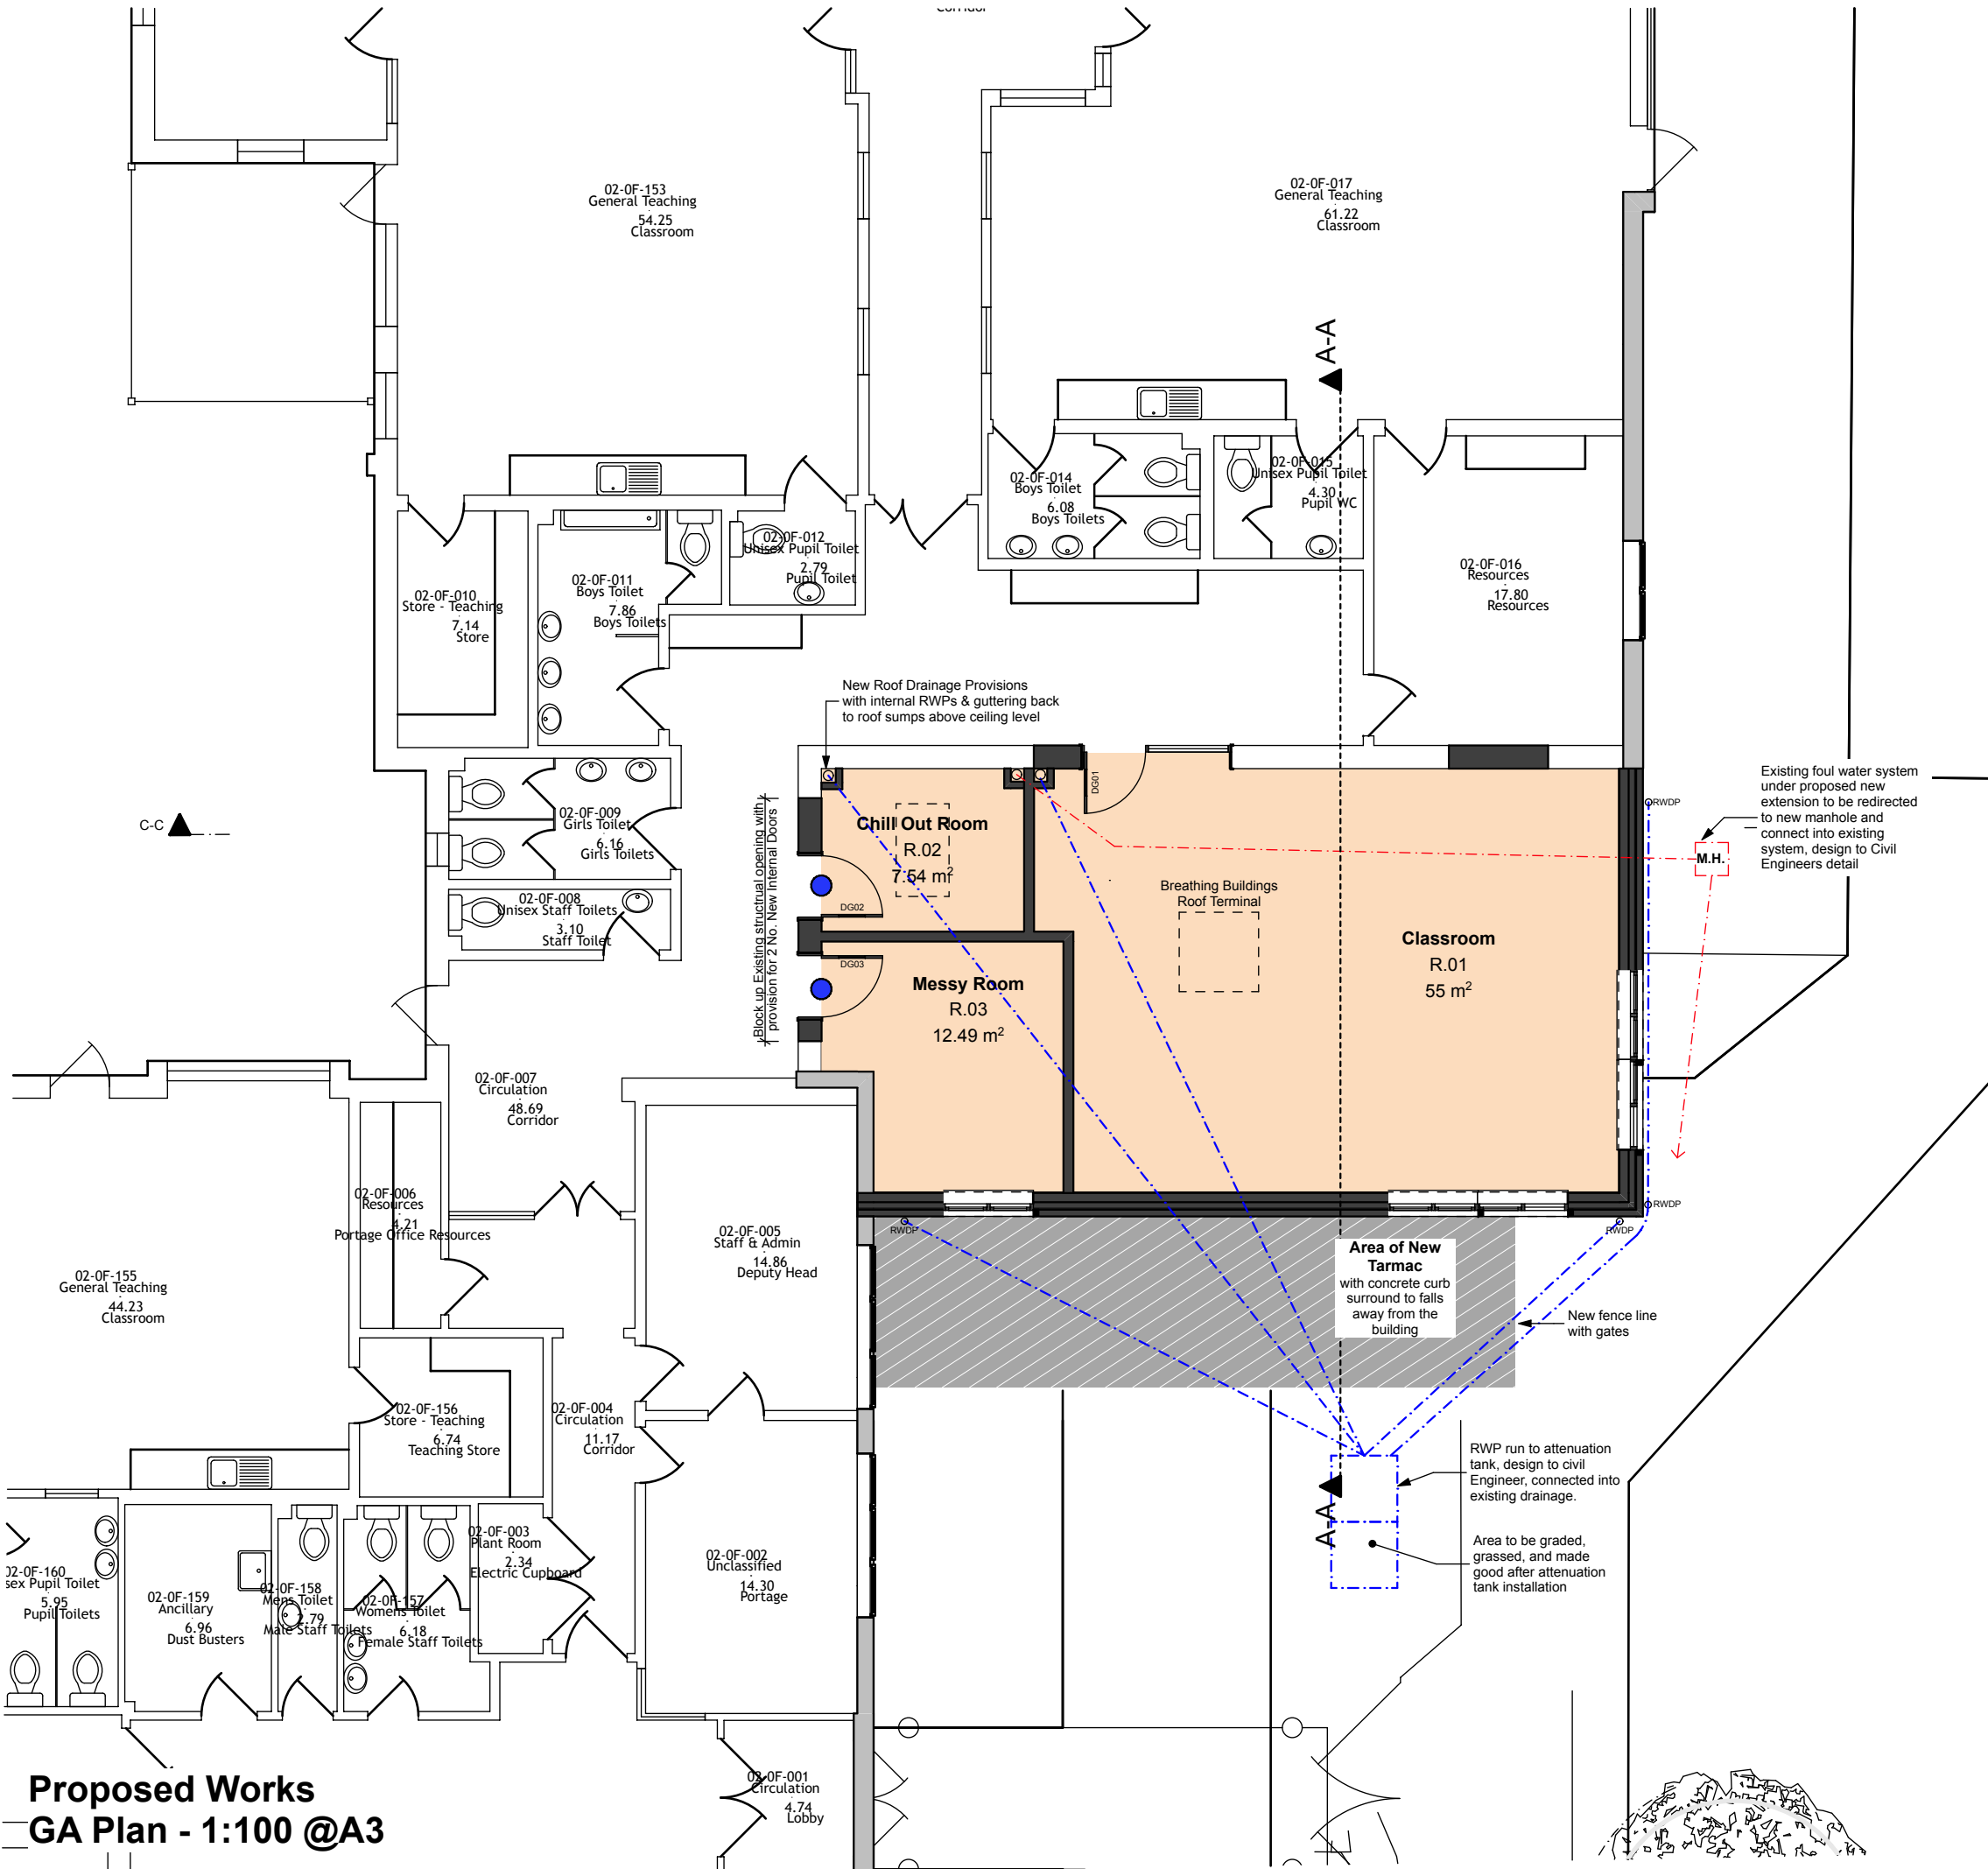 Corridor
02-0F-153
General Teaching
54.25
Classroom
02-0F-017
General Teaching
61.22
Classroom
A-A
02-0F-014
Boys Toilet
6.08
Boys Toilets
02-0F-015
Unisex Pupil Toilet
4.30
Pupil WC
02-0F-012
Unisex Pupil Toilet
2.79
Pupil Toilet
02-0F-011
Boys Toilet
7.86
Boys Toilets
02-0F-010
Store - Teaching
7.14
Store
02-0F-016
Resources
17.80
Resources
New Roof Drainage Provisions
with internal RWPs & guttering back
to roof sumps above ceiling level
C-C
02-0F-009
Girls Toilet
6.16
Girls Toilets
02-0F-008
Unisex Staff Toilets
3.10
Staff Toilet
Block up Existing structrual opening with
provision for 2 No. New Internal Doors
Chill Out Room
R.02
7.54 m²
DG01
DG02
DG03
Messy Room
R.03
12.49 m²
Breathing Buildings
Roof Terminal
Classroom
R.01
55 m²
RWDP
M.H.
Existing foul water system
under proposed new
extension to be redirected
to new manhole and
connect into existing
system, design to Civil
Engineers detail
02-0F-007
Circulation
48.69
Corridor
02-0F-006
Resources
4.21
Portage Office Resources
02-0F-005
Staff & Admin
14.86
Deputy Head
RWDP
RWDP
RWDP
Area of New
Tarmac
with concrete curb
surround to falls
away from the
building
New fence line
with gates
02-0F-155
General Teaching
44.23
Classroom
02-0F-156
Store - Teaching
6.74
Teaching Store
02-0F-004
Circulation
11.17
Corridor
RWP run to attenuation
tank, design to civil
Engineer, connected into
existing drainage.
A-A
Area to be graded,
grassed, and made
good after attenuation
tank installation
02-0F-003
Plant Room
2.34
Electric Cupboard
02-0F-002
Unclassified
14.30
Portage
02-0F-160
sex Pupil Toilet
5.95
Pupil Toilets
02-0F-159
Ancillary
6.96
Dust Busters
02-0F-158
Mens Toilet
2.79
Male Staff Toilets
02-0F-157
Womens Toilet
6.18
Female Staff Toilets
02-0F-001
Circulation
4.74
Lobby
Proposed Works
GA Plan - 1:100 @A3